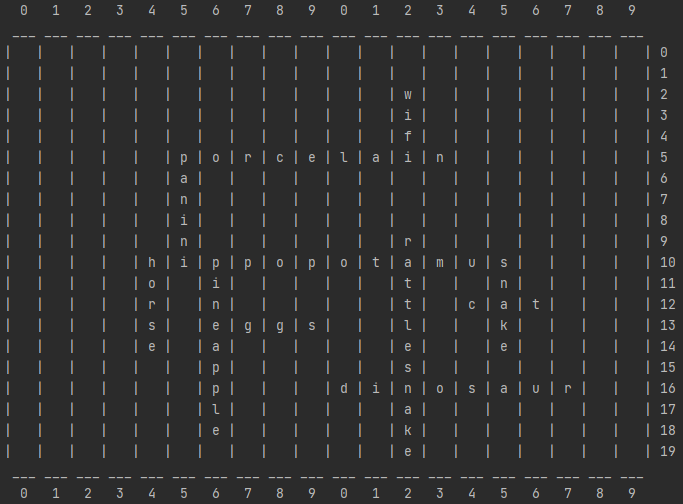 0 1 2 3 4 5 6 7 8 9 0 1 2 3 4 5 6 7 8 9
--- --- --- --- --- --- --- --- --- --- --- --- --- --- --- --- --- --- --- ---
| | | | | | | | | | | | | | | | | | | | | 0
| | | | | | | | | | | | | | | | | | | | | 1
| | | | | | | | | | | | | w | | | | | | | | 2
| | | | | | | | | | | | | i | | | | | | | | 3
| | | | | | | | | | | | | f | | | | | | | | 4
| | | | | | p | o | r | c | e | l | a | i | n | | | | | | | 5
| | | | | | a | | | | | | | | | | | | | | | 6
| | | | | | n | | | | | | | | | | | | | | | 7
| | | | | | i | | | | | | | | | | | | | | | 8
| | | | | | n | | | | | | | r | | | | | | | | 9
| | | | | h | i | p | p | o | p | o | t | a | m | u | s | | | | | 10
| | | | | o | | i | | | | | | t | | | n | | | | | 11
| | | | | r | | n | | | | | | t | | c | a | t | | | | 12
| | | | | s | | e | g | g | s | | | l | | | k | | | | | 13
| | | | | e | | a | | | | | | e | | | e | | | | | 14
| | | | | | | p | | | | | | s | | | | | | | | 15
| | | | | | | p | | | | d | i | n | o | s | a | u | r | | | 16
| | | | | | | l | | | | | | a | | | | | | | | 17
| | | | | | | e | | | | | | k | | | | | | | | 18
| | | | | | | | | | | | | e | | | | | | | | 19
--- --- --- --- --- --- --- --- --- --- --- --- --- --- --- --- --- --- --- ---
0 1 2 3 4 5 6 7 8 9 0 1 2 3 4 5 6 7 8 9